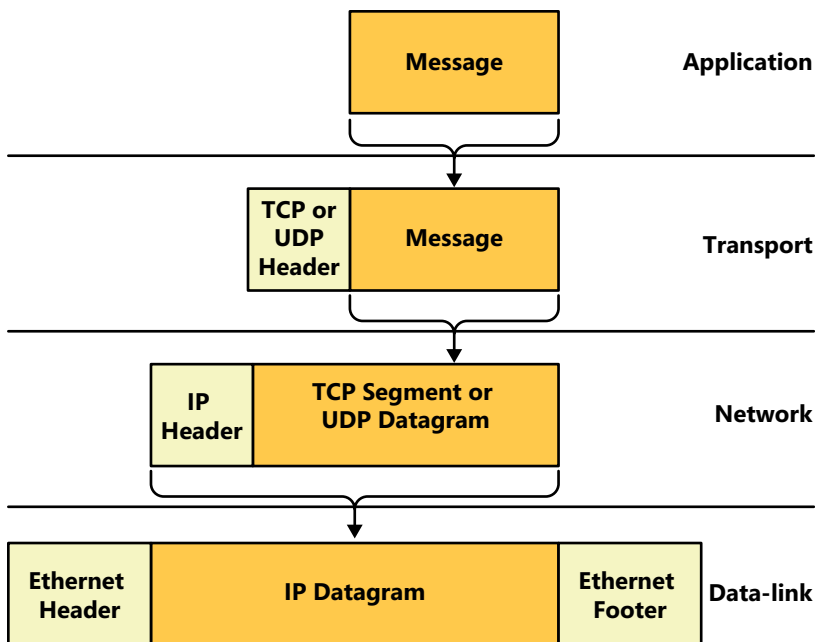 Message
Application
TCP or
UDP
Header
Message
Transport
IP
Header
TCP Segment or
UDP Datagram
Network
Ethernet
Header
IP Datagram
Ethernet
Footer
Data-link